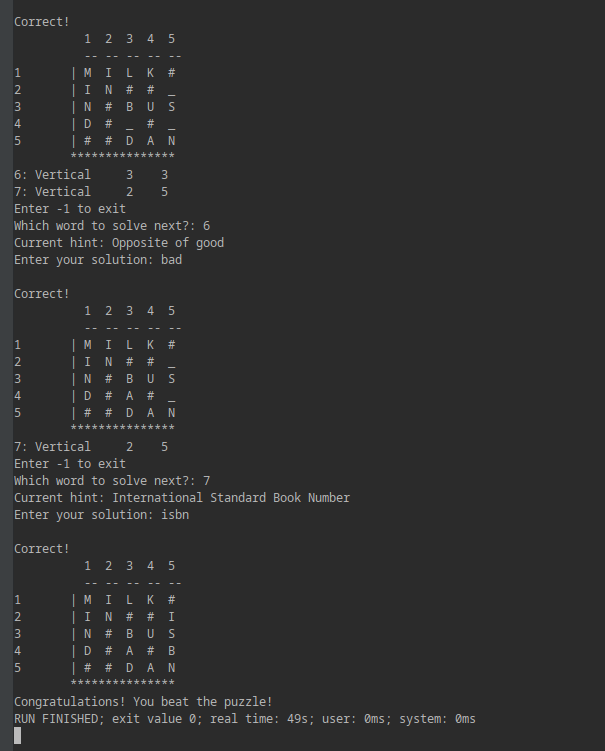 Correct!
          1  2  3  4  5
          -- -- -- -- --
1       | M  I  L  K  #
2       | I  N  #  #  _
3       | N  #  B  U  S
4       | D  #  _  #  _
5       | #  #  D  A  N
        ***************
6: Vertical     3    3
7: Vertical     2    5
Enter -1 to exit
Which word to solve next?: 6
Current hint: Opposite of good
Enter your solution: bad

Correct!
          1  2  3  4  5
          -- -- -- -- --
1       | M  I  L  K  #
2       | I  N  #  #  _
3       | N  #  B  U  S
4       | D  #  A  #  _
5       | #  #  D  A  N
        ***************
7: Vertical     2    5
Enter -1 to exit
Which word to solve next?: 7
Current hint: International Standard Book Number
Enter your solution: isbn

Correct!
          1  2  3  4  5
          -- -- -- -- --
1       | M  I  L  K  #
2       | I  N  #  #  I
3       | N  #  B  U  S
4       | D  #  A  #  B
5       | #  #  D  A  N
        ***************
Congratulations! You beat the puzzle!
RUN FINISHED; exit value 0; real time: 49s; user: 0ms; system: 0ms